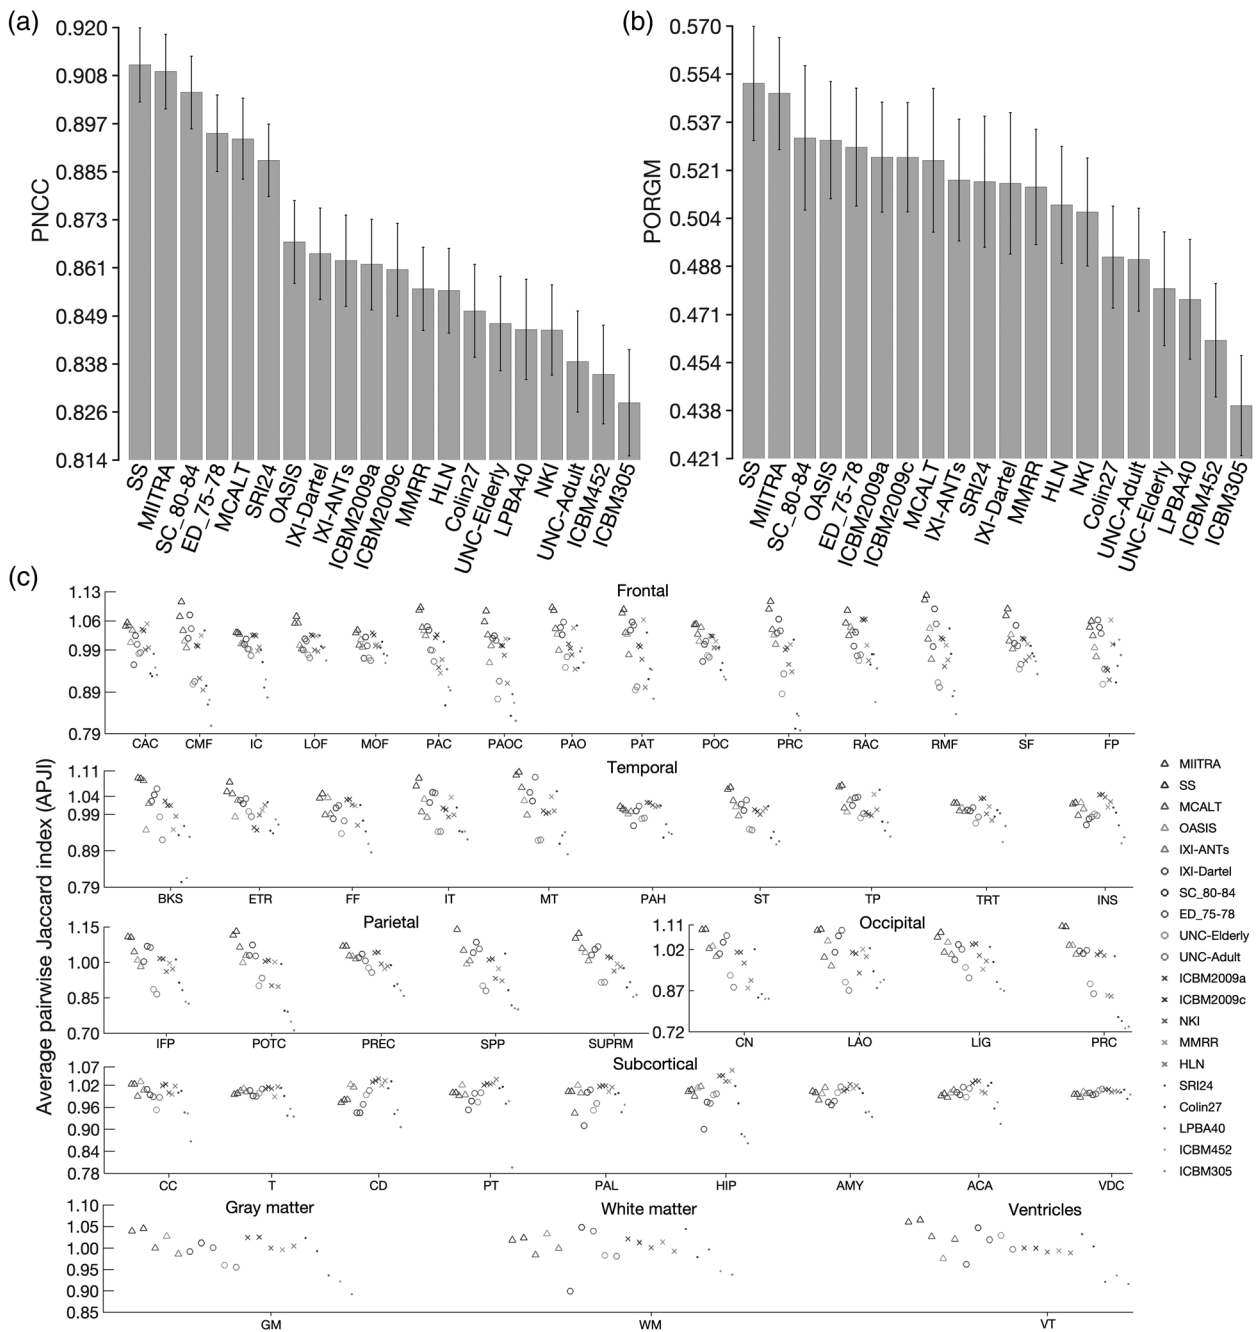 (a)
PNCC
0.920
0.908
0.897
0.885
0.873
0.861
0.849
0.838
0.826
0.814
SS
MIITRA
SC_80-84
ED_75-78
MCALT
SRI24
OASIS
IXI-Dartel
IXI-ANTs
ICBM2009a
ICBM2009c
MMRR
HLN
Colin27
UNC-Elderly
LPBA40
NKI
UNC-Adult
ICBM452
ICBM305
(b)
PORGM
0.570
0.554
0.537
0.521
0.504
0.488
0.471
0.454
0.438
0.421
SS
MIITRA
SC_80-84
OASIS
ED_75-78
ICBM2009a
ICBM2009c
MCALT
IXI-ANTs
SRI24
IXI-Dartel
MMRR
HLN
NKI
Colin27
UNC-Adult
UNC-Elderly
LPBA40
ICBM452
ICBM305
(c)
Average pairwise Jaccard index (APJI)
Frontal
1.13
1.06
0.99
0.89
0.79
CAC CMF IC LOF MOF PAC PAOC PAO PAT POC PRC RAC RMF SF FP
Temporal
1.11
1.04
0.99
0.89
0.79
BKS ETR FF IT MT PAH ST TP TRT INS
Parietal
1.15
1.00
0.85
0.70
IFP POTC PREC SPP SUPRM
Occipital
1.11
1.02
0.87
0.72
CN LAO LIG PRC
Subcortical
1.07
1.02
0.96
0.90
0.84
0.78
CC T CD PT PAL HIP AMY ACA VDC
Gray matter White matter Ventricles
1.10
1.05
1.00
0.95
0.90
0.85
GM WM VT
MIITRA
SS
MCALT
OASIS
IXI-ANTs
IXI-Dartel
SC_80-84
ED_75-78
UNC-Elderly
UNC-Adult
ICBM2009a
ICBM2009c
NKI
MMRR
HLN
SRI24
Colin27
LPBA40
ICBM452
ICBM305